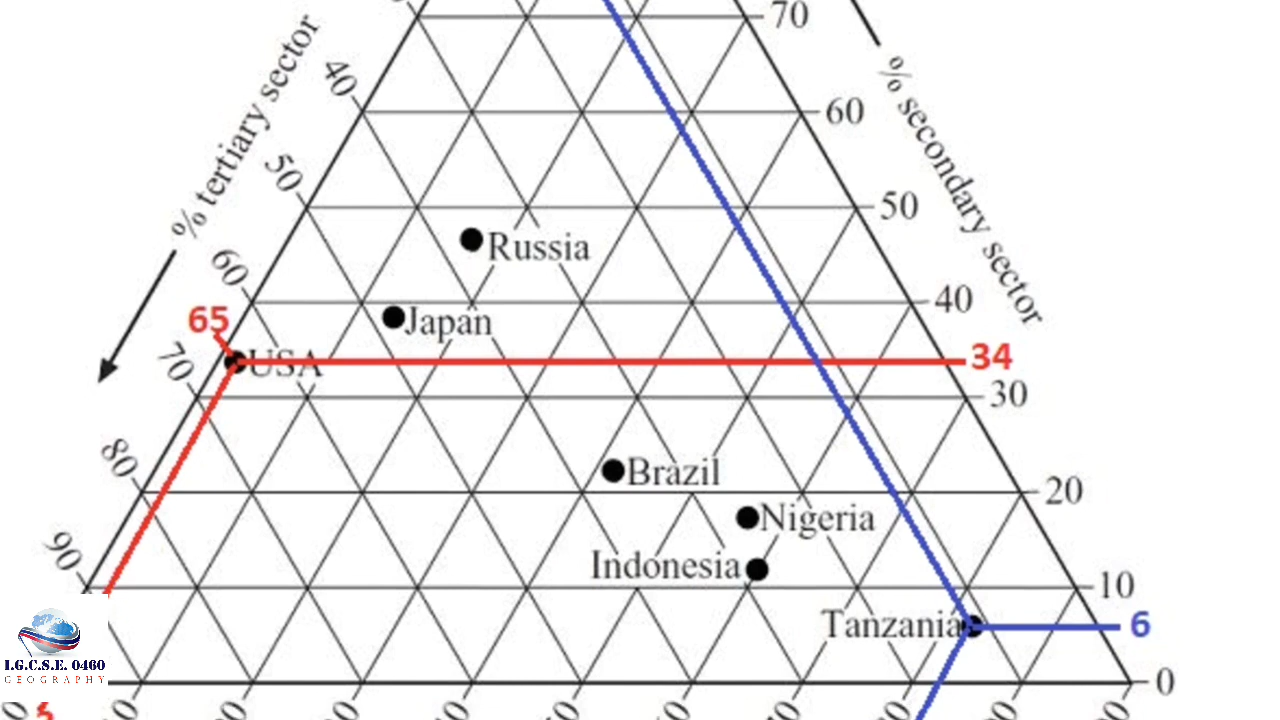 70
40
% tertiary sector
% secondary sector
60
50
50
Russia
60
40
65
Japan
34
70
USA
30
80
Brazil
20
Nigeria
90
Indonesia
10
Tanzania
6
I.G.C.S.E. 0460
GEOGRAPHY
0